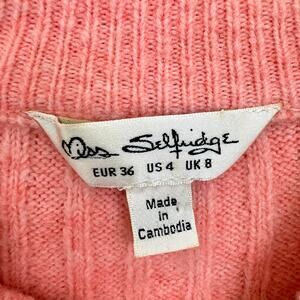 Miss Selfridge
EUR 36 US 4 UK 8
Made
in
Cambodia